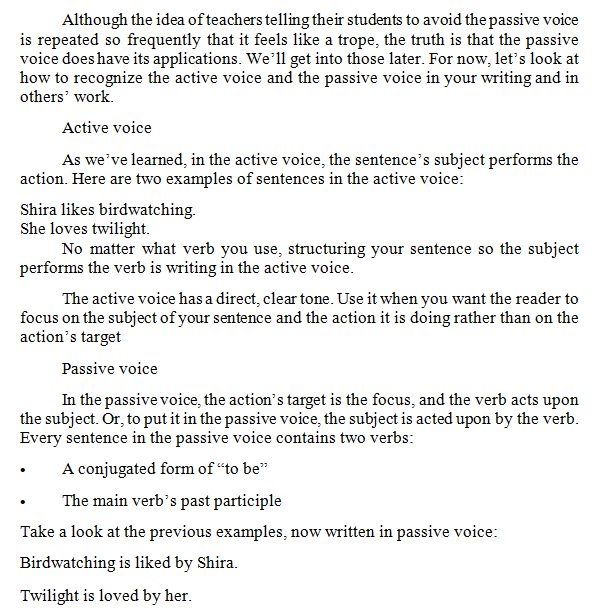 Although the idea of teachers telling their students to avoid the passive voice
is repeated so frequently that it feels like a trope, the truth is that the passive
voice does have its applications. We’ll get into those later. For now, let’s look at
how to recognize the active voice and the passive voice in your writing and in
others’ work.
Active voice
As we’ve learned, in the active voice, the sentence’s subject performs the
action. Here are two examples of sentences in the active voice:
Shira likes birdwatching.
She loves twilight.
No matter what verb you use, structuring your sentence so the subject
performs the verb is writing in the active voice.
The active voice has a direct, clear tone. Use it when you want the reader to
focus on the subject of your sentence and the action it is doing rather than on the
action’s target
Passive voice
In the passive voice, the action’s target is the focus, and the verb acts upon
the subject. Or, to put it in the passive voice, the subject is acted upon by the verb.
Every sentence in the passive voice contains two verbs:
• A conjugated form of “to be”
• The main verb’s past participle
Take a look at the previous examples, now written in passive voice:
Birdwatching is liked by Shira.
Twilight is loved by her.